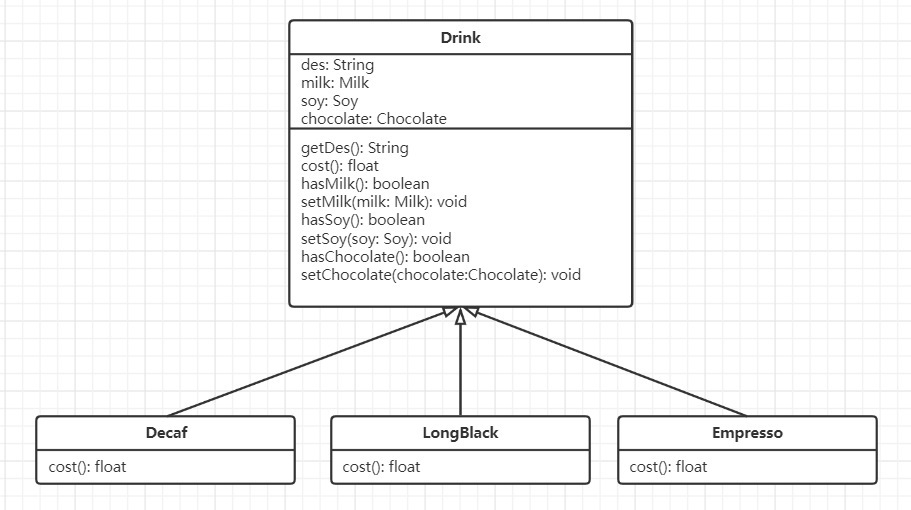 Drink
des: String
milk: Milk
soy: Soy
chocolate: Chocolate
getDes(): String
cost(): float
hasMilk(): boolean
setMilk(milk: Milk): void
hasSoy(): boolean
setSoy(soy: Soy): void
hasChocolate(): boolean
setChocolate(chocolate:Chocolate): void
Decaf
cost(): float
LongBlack
cost(): float
Empresso
cost(): float